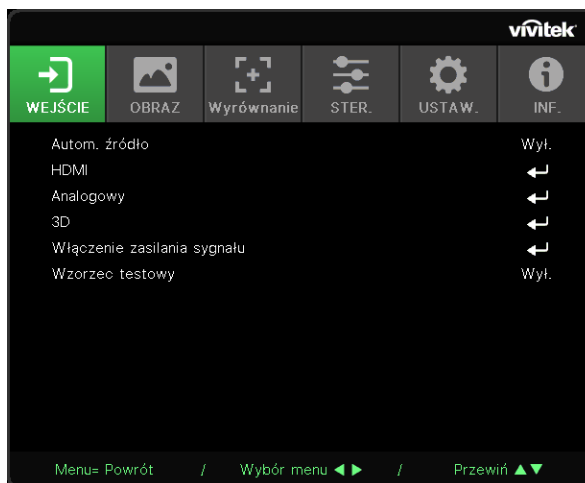 vivitek
WEJŚCIE OBRAZ Wyrównanie STER. USTAW. INF.
Autom. źródło Wył.
HDMI
Analogowy
3D
Włączenie zasilania sygnału
Wzorzec testowy Wył.
Menu= Powrót / Wybór menu ◀ ▶ / Przewiń ▲▼